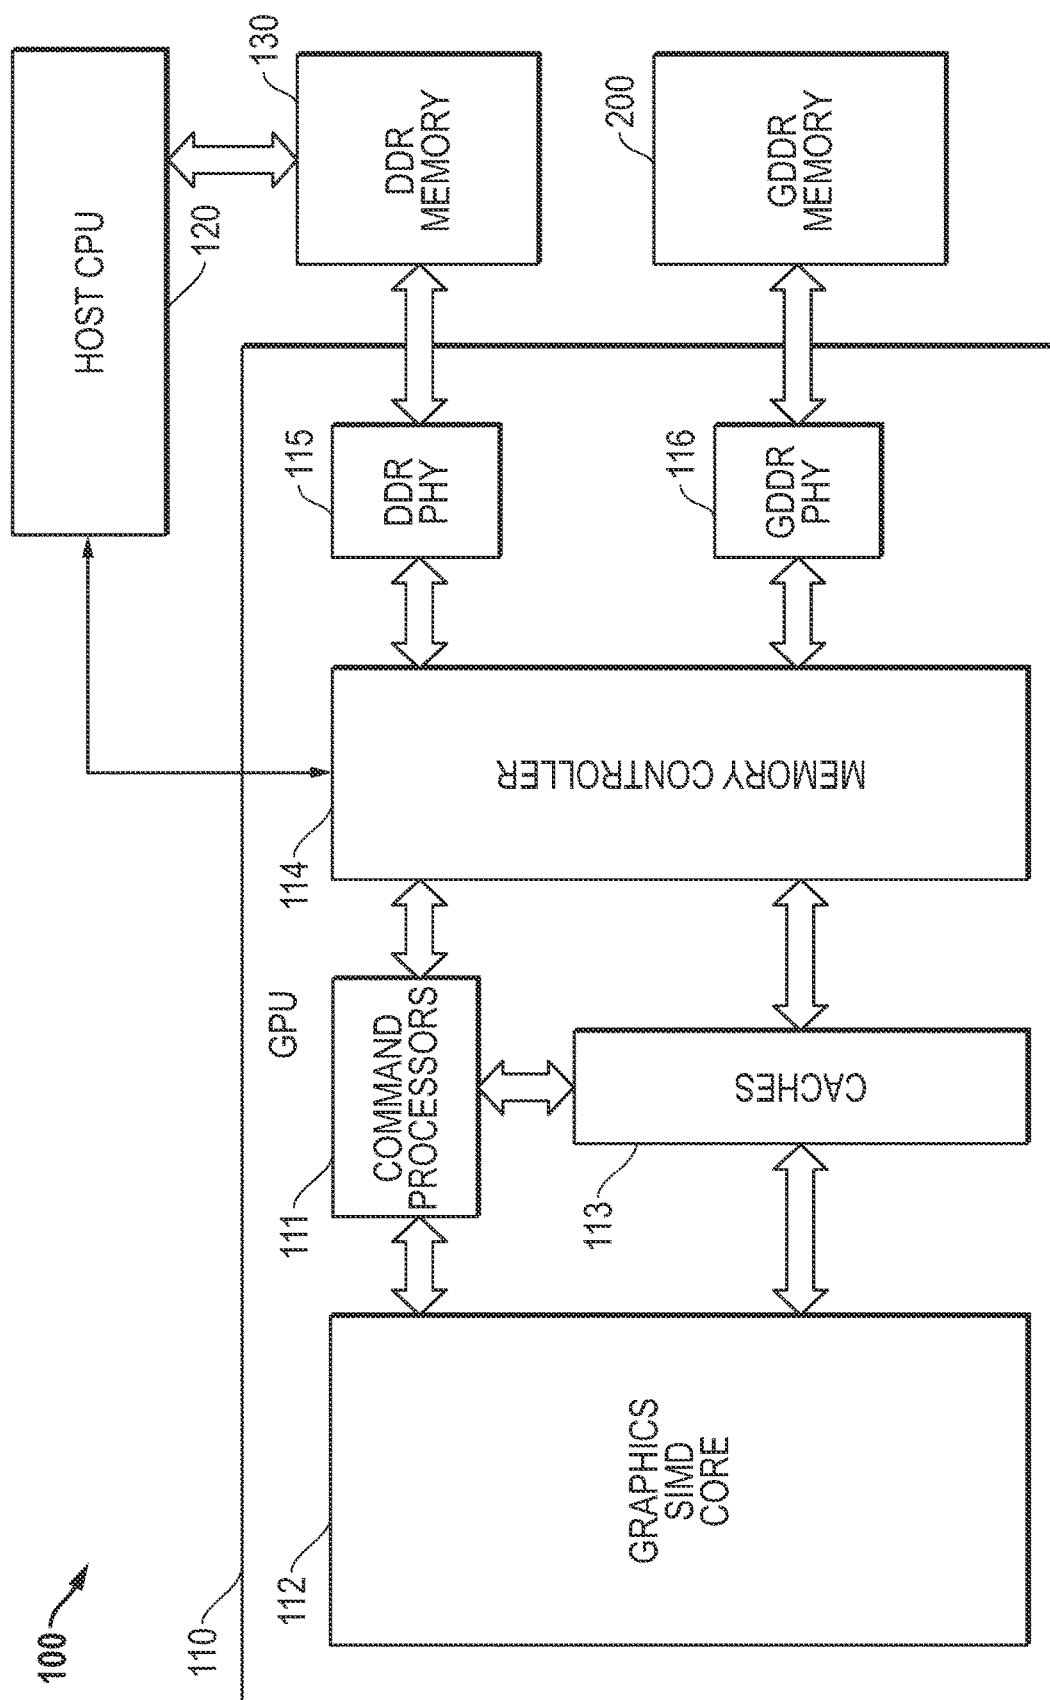 100
110
HOST CPU
120
130
DDR
MEMORY
200
GDDR
MEMORY
115
DDR
PHY
116
GDDR
PHY
114
MEMORY CONTROLLER
GPU
111
COMMAND
PROCESSORS
113
CACHES
112
GRAPHICS
SIMD
CORE